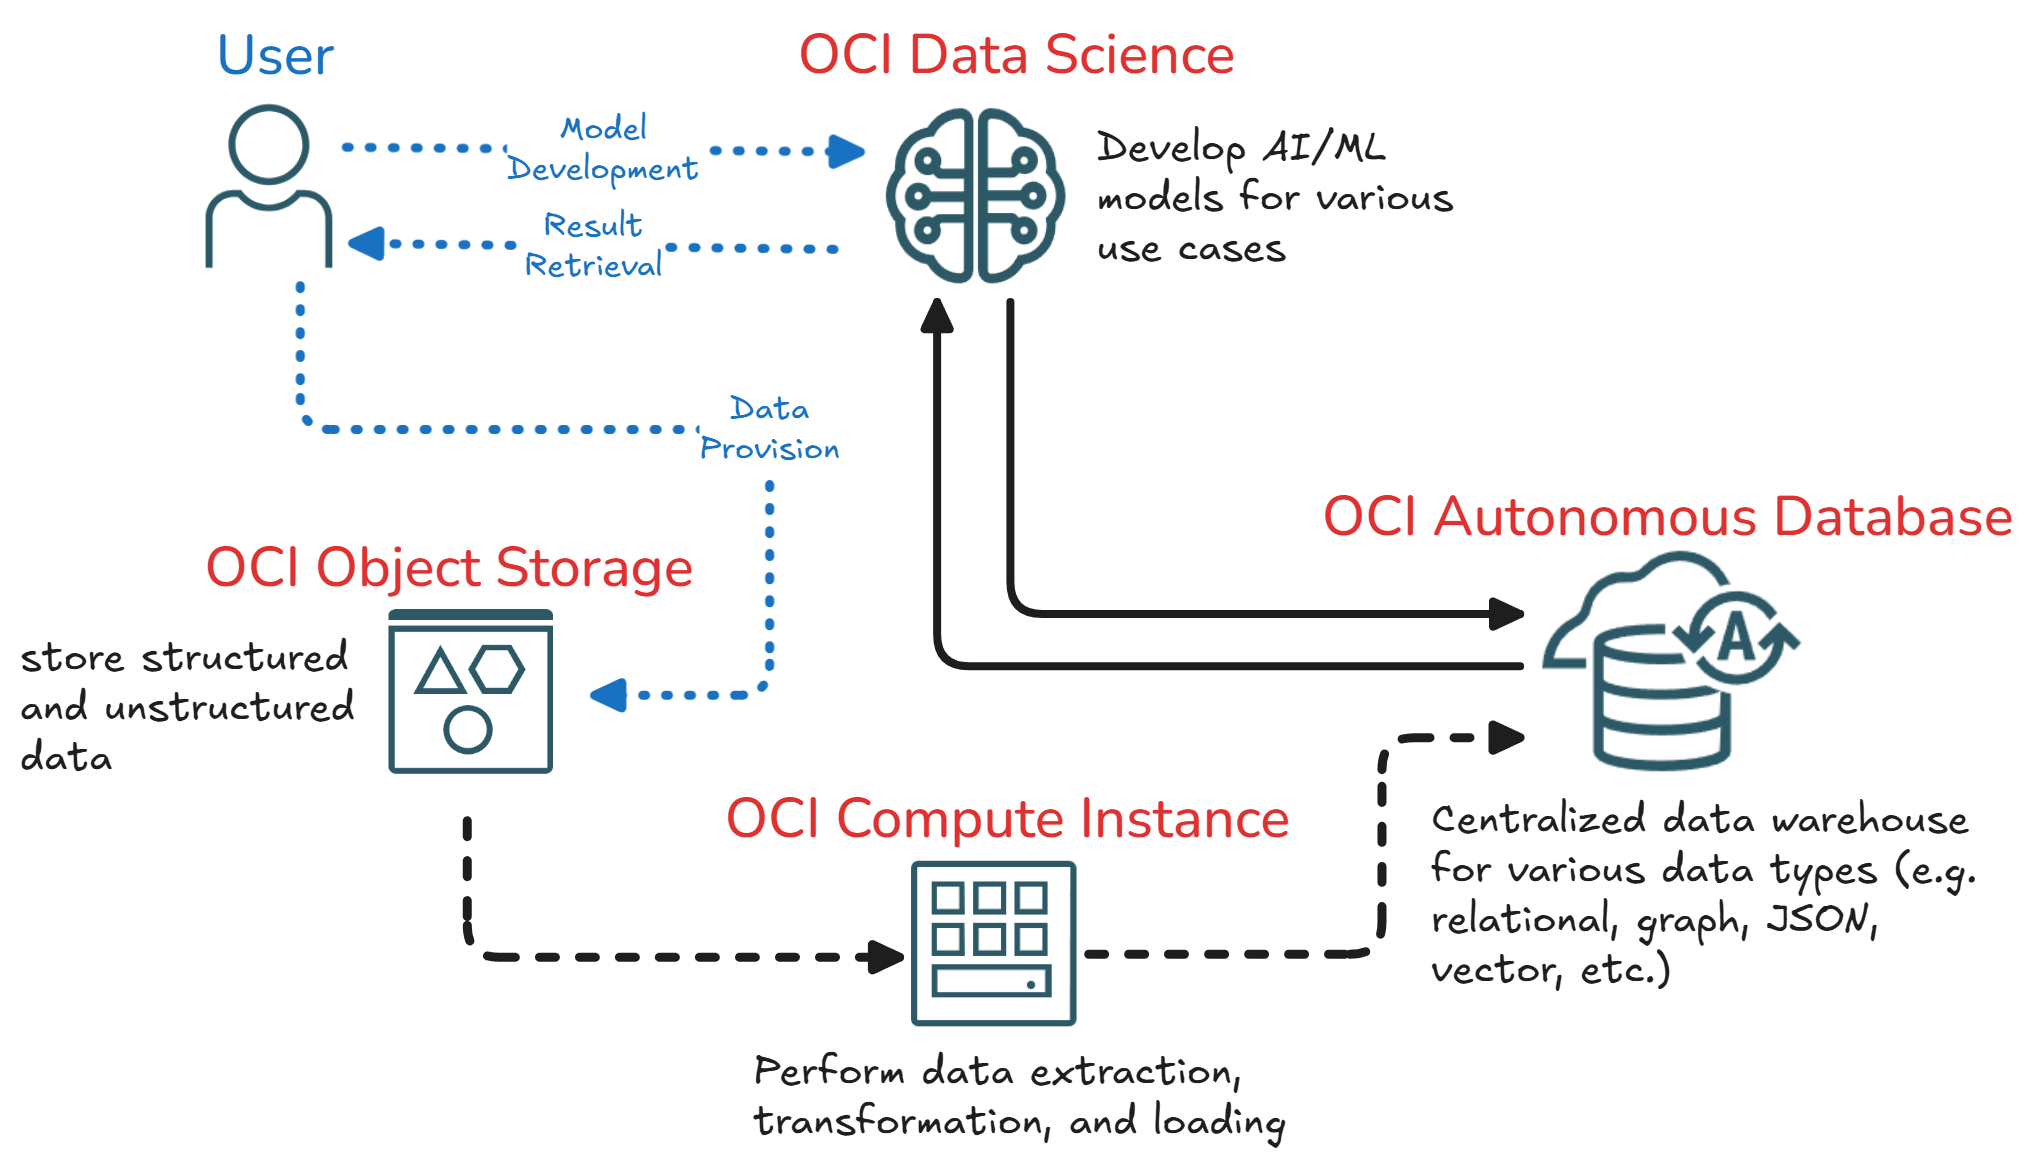 User
OCI Data Science
Model
Development
Result
Retrieval
Develop AI/ML
models for various
use cases
Data
Provision
OCI Object Storage
store structured
and unstructured
data
OCI Autonomous Database
A
Centralized data warehouse
for various data types (e.g.
relational, graph, JSON,
vector, etc.)
OCI Compute Instance
Perform data extraction,
transformation, and loading